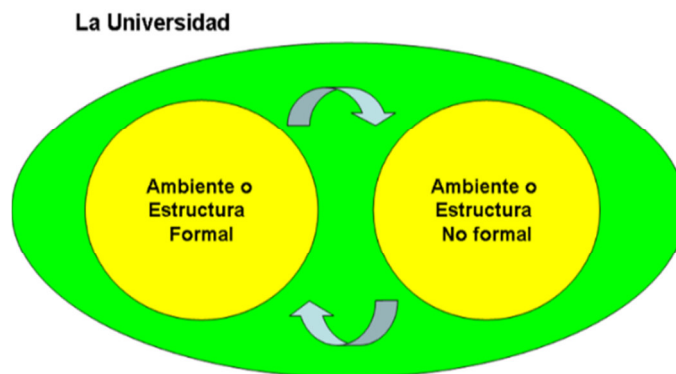 La Universidad
Ambiente o
Estructura
Formal
Ambiente o
Estructura
No formal